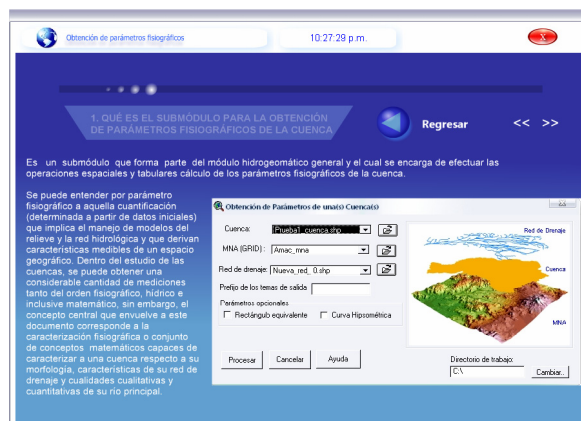 Obtención de parámetros fisiográficos
10:27:29 p.m.
X
1. QUÉ ES EL SUBMÓDULO PARA LA OBTENCIÓN
DE PARÁMETROS FISIOGRÁFICOS DE LA CUENCA
Regresar
<< >>
Es un submódulo que forma parte del módulo hidrogeomático general y el cual se encarga de efectuar las
operaciones espaciales y tabulares cálculo de los parámetros fisiográficos de la cuenca.
Se puede entender por parámetro
fisiográfico a aquella cuantificación
(determinada a partir de datos iniciales)
que implica el manejo de modelos del
relieve y la red hidrológica y que derivan
características medibles de un espacio
geográfico. Dentro del estudio de las
cuencas, se puede obtener una
considerable cantidad de mediciones
tanto del orden fisiográfico, hídrico e
inclusive matemático, sin embargo, el
concepto central que envuelve a este
documento corresponde a la
caracterización fisiográfica o conjunto
de conceptos matemáticos capaces de
caracterizar a una cuenca respecto a su
morfología, características de su red de
drenaje y cualidades cualitativas y
cuantitativas de su río principal.
Obtención de Parámetros de una(s) Cuenca(s)
Cuenca: Prueba1_cuenca.shp
MNA (GRID) : Amac_mna
Red de drenaje: Nueva_red_0.shp
Prefijo de los temas de salida
Parámetros opcionales
Rectángulo equivalente Curva Hipsométrica
Procesar Cancelar Ayuda
Red de Drenaje
Cuenca
MNA
Directorio de trabajo:
C:\ Cambiar..